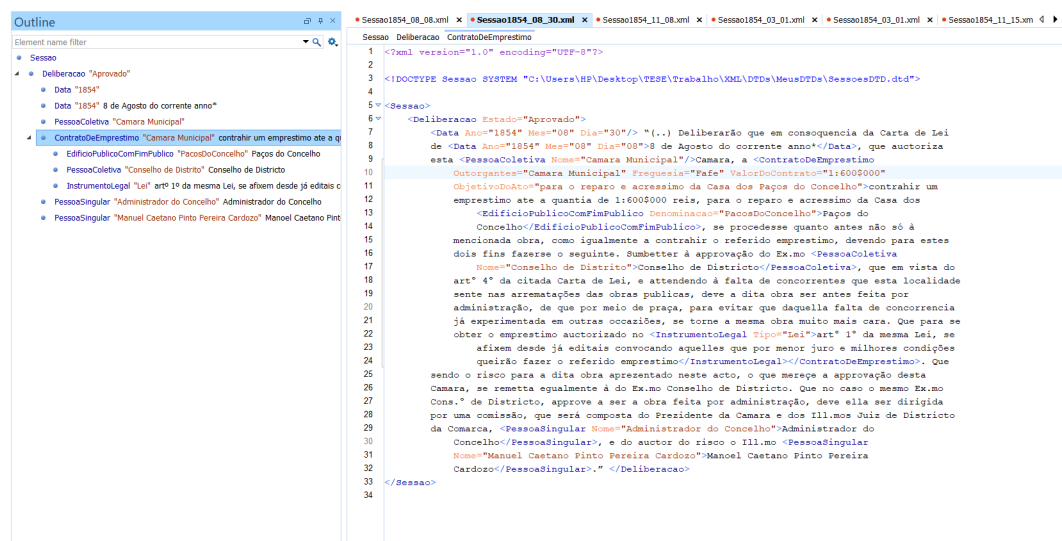 Outline
Element name filter
Sessao
Deliberacao "Aprovado"
Data "1854"
Data "1854" 8 de Agosto do corrente anno*
PessoaColetiva "Camara Municipal"
ContratoDeEmprestimo "Camara Municipal" contrahir um emprestimo ate a q
EdificioPublicoComFimPublico "PacosDoConcelho" Paços do Concelho
PessoaColetiva "Conselho de Distrito" Conselho de Districto
InstrumentoLegal "Lei" artº 1º da mesma Lei, se afixem desde já editais c
PessoaSingular "Administrador do Concelho" Administrador do Concelho
PessoaSingular "Manuel Caetano Pinto Pereira Cardozo" Manoel Caetano Pint
Sessao1854_08_08.xml × Sessao1854_08_30.xml × Sessao1854_11_08.xml × Sessao1854_03_01.xml × Sessao1854_03_01.xml × Sessao1854_11_15.xm
Sessao Deliberacao ContratoDeEmprestimo
1 <?xml version="1.0" encoding="UTF-8"?>
2
3 <!DOCTYPE Sessao SYSTEM "C:\Users\HP\Desktop\TESE\Trabalho\XML\DTDs\MeusDTDs\SessoesDTD.dtd">
4
5 <Sessao>
6 <Deliberacao Estado="Aprovado">
7 <Data Ano="1854" Mes="08" Dia="30"/> "(..) Deliberarão que em consoquencia da Carta de Lei
8 de <Data Ano="1854" Mes="08" Dia="08">8 de Agosto do corrente anno*</Data>, que auctoriza
9 esta <PessoaColetiva Nome="Camara Municipal"/>Camara, a <ContratoDeEmprestimo
10 Outorgantes="Camara Municipal" Freguesia="Fafe" ValorDoContrato="1:600$000"
11 ObjetivoDoAto="para o reparo e acressimo da Casa dos Paços do Concelho">contrahir um
12 emprestimo ate a quantia de 1:600$000 reis, para o reparo e acressimo da Casa dos
13 <EdificioPublicoComFimPublico Denominacao="PacosDoConcelho">Paços do
14 Concelho</EdificioPublicoComFimPublico>, se procedesse quanto antes não só à
15 mencionada obra, como igualmente a contrahir o referido emprestimo, devendo para estes
16 dois fins fazerse o seguinte. Sumbetter à approvação do Ex.mo <PessoaColetiva
17 Nome="Conselho de Distrito">Conselho de Districto</PessoaColetiva>, que em vista do
18 artº 4º da citada Carta de Lei, e attendendo à falta de concorrentes que esta localidade
19 sente nas arrematações das obras publicas, deve a dita obra ser antes feita por
20 administração, de que por meio de praça, para evitar que daquella falta de concorrencia
21 já experimentada em outras occaziões, se torne a mesma obra muito mais cara. Que para se
22 obter o emprestimo auctorizado no <InstrumentoLegal Tipo="Lei">artº 1º da mesma Lei, se
23 afixem desde já editais convocando aquelles que por menor juro e milhores condições
24 queirão fazer o referido emprestimo</InstrumentoLegal></ContratoDeEmprestimo>. Que
25 sendo o risco para a dita obra aprezentado neste acto, o que mereçe a approvação desta
26 Camara, se remetta egualmente à do Ex.mo Conselho de Districto. Que no caso o mesmo Ex.mo
27 Cons.º de Districto, approve a ser a obra feita por administração, deve ella ser dirigida
28 por uma comissão, que será composta do Prezidente da Camara e dos Ill.mos Juiz de Districto
29 da Comarca, <PessoaSingular Nome="Administrador do Concelho">Administrador do
30 Concelho</PessoaSingular>, e do auctor do risco o Ill.mo <PessoaSingular
31 Nome="Manuel Caetano Pinto Pereira Cardozo">Manoel Caetano Pinto Pereira
32 Cardozo</PessoaSingular>." </Deliberacao>
33 </Sessao>
34